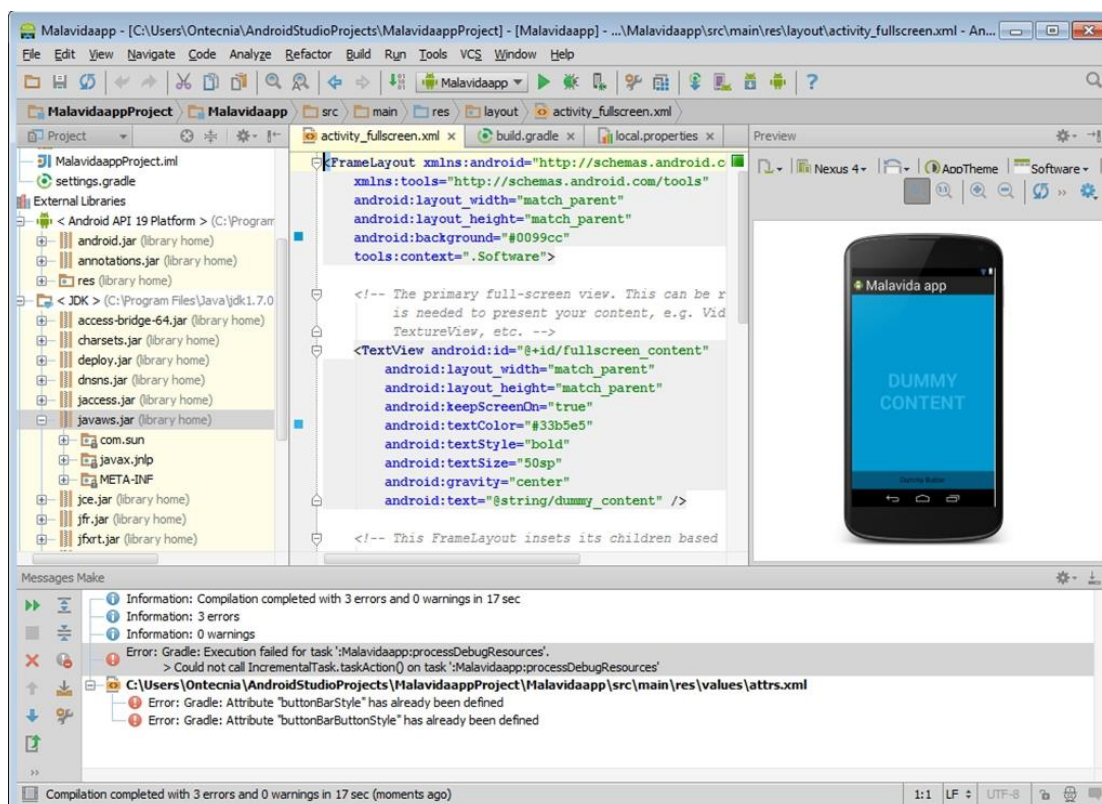 Malavidaapp - [C:\Users\Ontecnia\AndroidStudioProjects\MalavidaappProject] - [Malavidaapp] - ...\Malavidaapp\src\main\res\layout\activity_fullscreen.xml - An...
File Edit View Navigate Code Analyze Refactor Build Run Tools VCS Window Help
Malavidaapp
MalavidaappProject Malavidaapp src main res layout activity_fullscreen.xml
Project
MalavidaappProject.iml
settings.gradle
External Libraries
< Android API 19 Platform > (C:\Program
android.jar (library home)
annotations.jar (library home)
res (library home)
< JDK > (C:\Program Files\Java\jdk1.7.0
access-bridge-64.jar (library home)
charsets.jar (library home)
deploy.jar (library home)
dnsns.jar (library home)
jaccess.jar (library home)
javaws.jar (library home)
com.sun
javax.jnlp
META-INF
jce.jar (library home)
jfr.jar (library home)
jfxrt.jar (library home)
activity_fullscreen.xml build.gradle local.properties
<FrameLayout xmlns:android="http://schemas.android.c
xmlns:tools="http://schemas.android.com/tools"
android:layout_width="match_parent"
android:layout_height="match_parent"
android:background="#0099cc"
tools:context=".Software">
<!-- The primary full-screen view. This can be r
is needed to present your content, e.g. Vid
TextureView, etc. -->
<TextView android:id="@+id/fullscreen_content"
android:layout_width="match_parent"
android:layout_height="match_parent"
android:keepScreenOn="true"
android:textColor="#33b5e5"
android:textStyle="bold"
android:textSize="50sp"
android:gravity="center"
android:text="@string/dummy_content" />
<!-- This FrameLayout insets its children based
Preview
Nexus 4 AppTheme Software
Malavida app
DUMMY
CONTENT
Dummy Button
Messages Make
Information: Compilation completed with 3 errors and 0 warnings in 17 sec
Information: 3 errors
Information: 0 warnings
Error: Gradle: Execution failed for task ':Malavidaapp:processDebugResources'.
> Could not call IncrementalTask.taskAction() on task ':Malavidaapp:processDebugResources'
C:\Users\Ontecnia\AndroidStudioProjects\MalavidaappProject\Malavidaapp\src\main\res\values\attrs.xml
Error: Gradle: Attribute "buttonBarStyle" has already been defined
Error: Gradle: Attribute "buttonBarButtonStyle" has already been defined
Compilation completed with 3 errors and 0 warnings in 17 sec (moments ago) 1:1 LF UTF-8